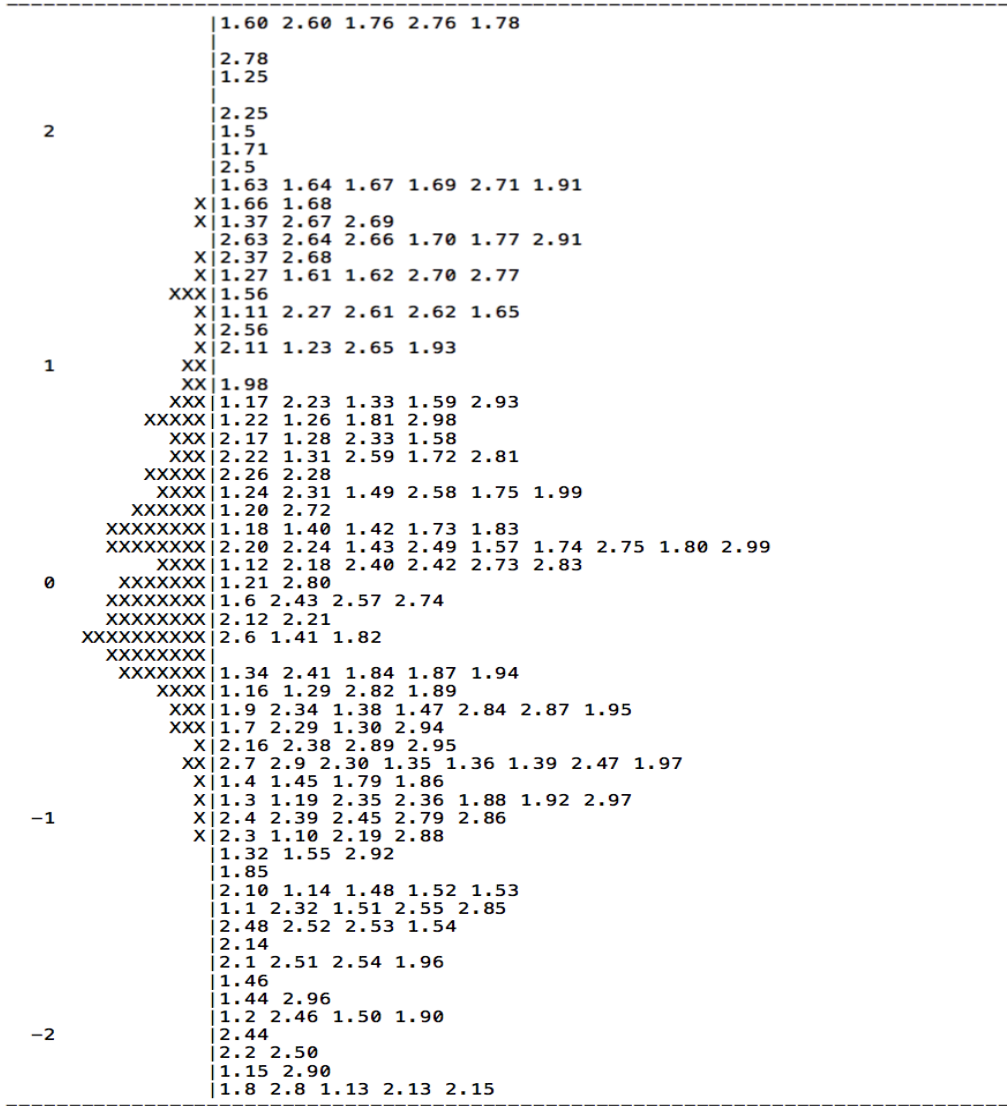 |1.60 2.60 1.76 2.76 1.78
|
|2.78
|1.25
|
|2.25
2 |1.5
|1.71
|2.5
|1.63 1.64 1.67 1.69 2.71 1.91
X|1.66 1.68
X|1.37 2.67 2.69
|2.63 2.64 2.66 1.70 1.77 2.91
X|2.37 2.68
X|1.27 1.61 1.62 2.70 2.77
XXX|1.56
X|1.11 2.27 2.61 2.62 1.65
X|2.56
X|2.11 1.23 2.65 1.93
1 XX|
XX|1.98
XXX|1.17 2.23 1.33 1.59 2.93
XXXXX|1.22 1.26 1.81 2.98
XXX|2.17 1.28 2.33 1.58
XXX|2.22 1.31 2.59 1.72 2.81
XXXXX|2.26 2.28
XXXX|1.24 2.31 1.49 2.58 1.75 1.99
XXXXXX|1.20 2.72
XXXXXXXX|1.18 1.40 1.42 1.73 1.83
XXXXXXXX|2.20 2.24 1.43 2.49 1.57 1.74 2.75 1.80 2.99
XXXX|1.12 2.18 2.40 2.42 2.73 2.83
0 XXXXXXX|1.21 2.80
XXXXXXXX|1.6 2.43 2.57 2.74
XXXXXXXX|2.12 2.21
XXXXXXXXXX|2.6 1.41 1.82
XXXXXXXX|
XXXXXXX|1.34 2.41 1.84 1.87 1.94
XXXX|1.16 1.29 2.82 1.89
XXX|1.9 2.34 1.38 1.47 2.84 2.87 1.95
XXX|1.7 2.29 1.30 2.94
X|2.16 2.38 2.89 2.95
XX|2.7 2.9 2.30 1.35 1.36 1.39 2.47 1.97
X|1.4 1.45 1.79 1.86
X|1.3 1.19 2.35 2.36 1.88 1.92 2.97
−1 X|2.4 2.39 2.45 2.79 2.86
X|2.3 1.10 2.19 2.88
|1.32 1.55 2.92
|1.85
|2.10 1.14 1.48 1.52 1.53
|1.1 2.32 1.51 2.55 2.85
|2.48 2.52 2.53 1.54
|2.14
|2.1 2.51 2.54 1.96
|1.46
|1.44 2.96
|1.2 2.46 1.50 1.90
−2 |2.44
|2.2 2.50
|1.15 2.90
|1.8 2.8 1.13 2.13 2.15